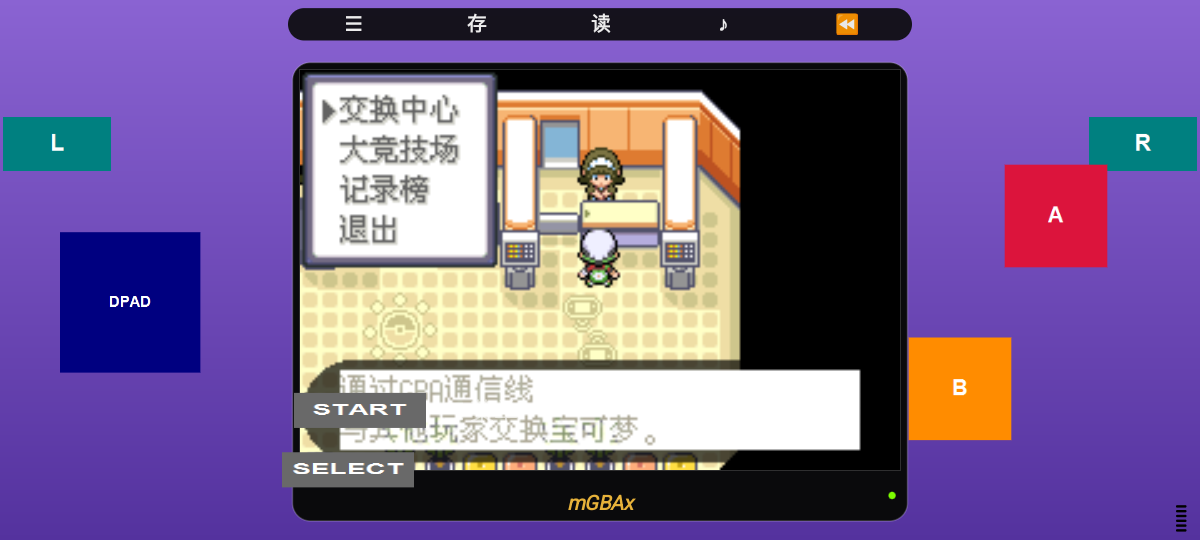 ☰ 存 读 ♪ ⏪
L
R
A
DPAD
B
▶交换中心
大竞技场
记录榜
退出
通过GBA通信线
与其他玩家交换宝可梦。
START
SELECT
mGBAx